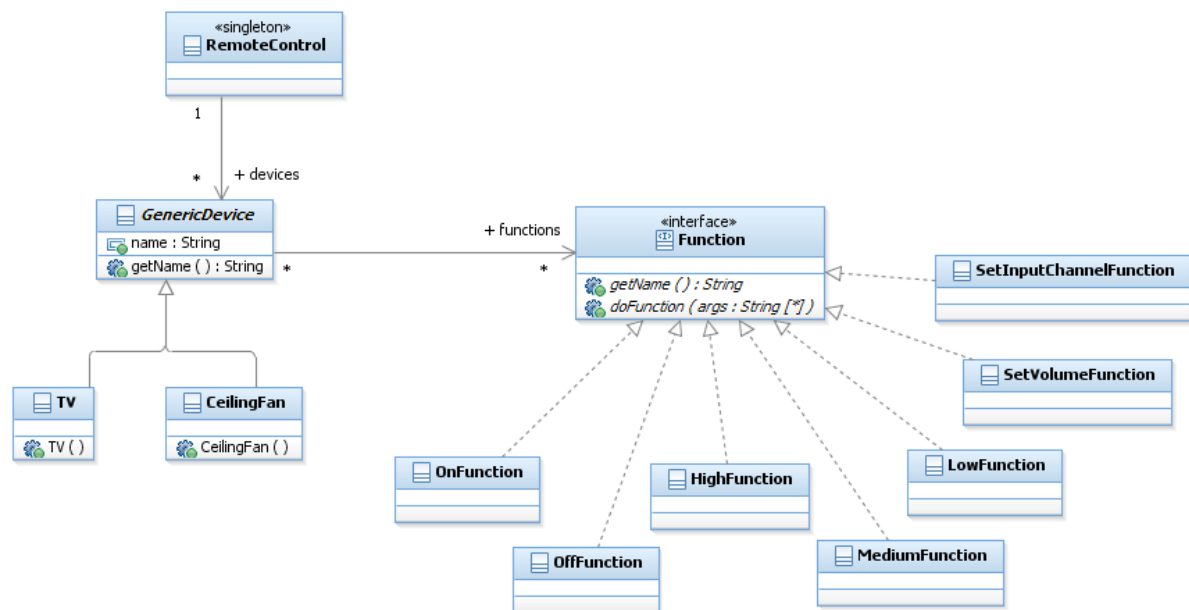 «singleton»
RemoteControl
1
* + devices
GenericDevice
name : String
getName ( ) : String
*
+ functions
*
«interface»
Function
getName ( ) : String
doFunction ( args : String [*] )
SetInputChannelFunction
SetVolumeFunction
TV
TV ( )
CeilingFan
CeilingFan ( )
OnFunction
HighFunction
LowFunction
OffFunction
MediumFunction